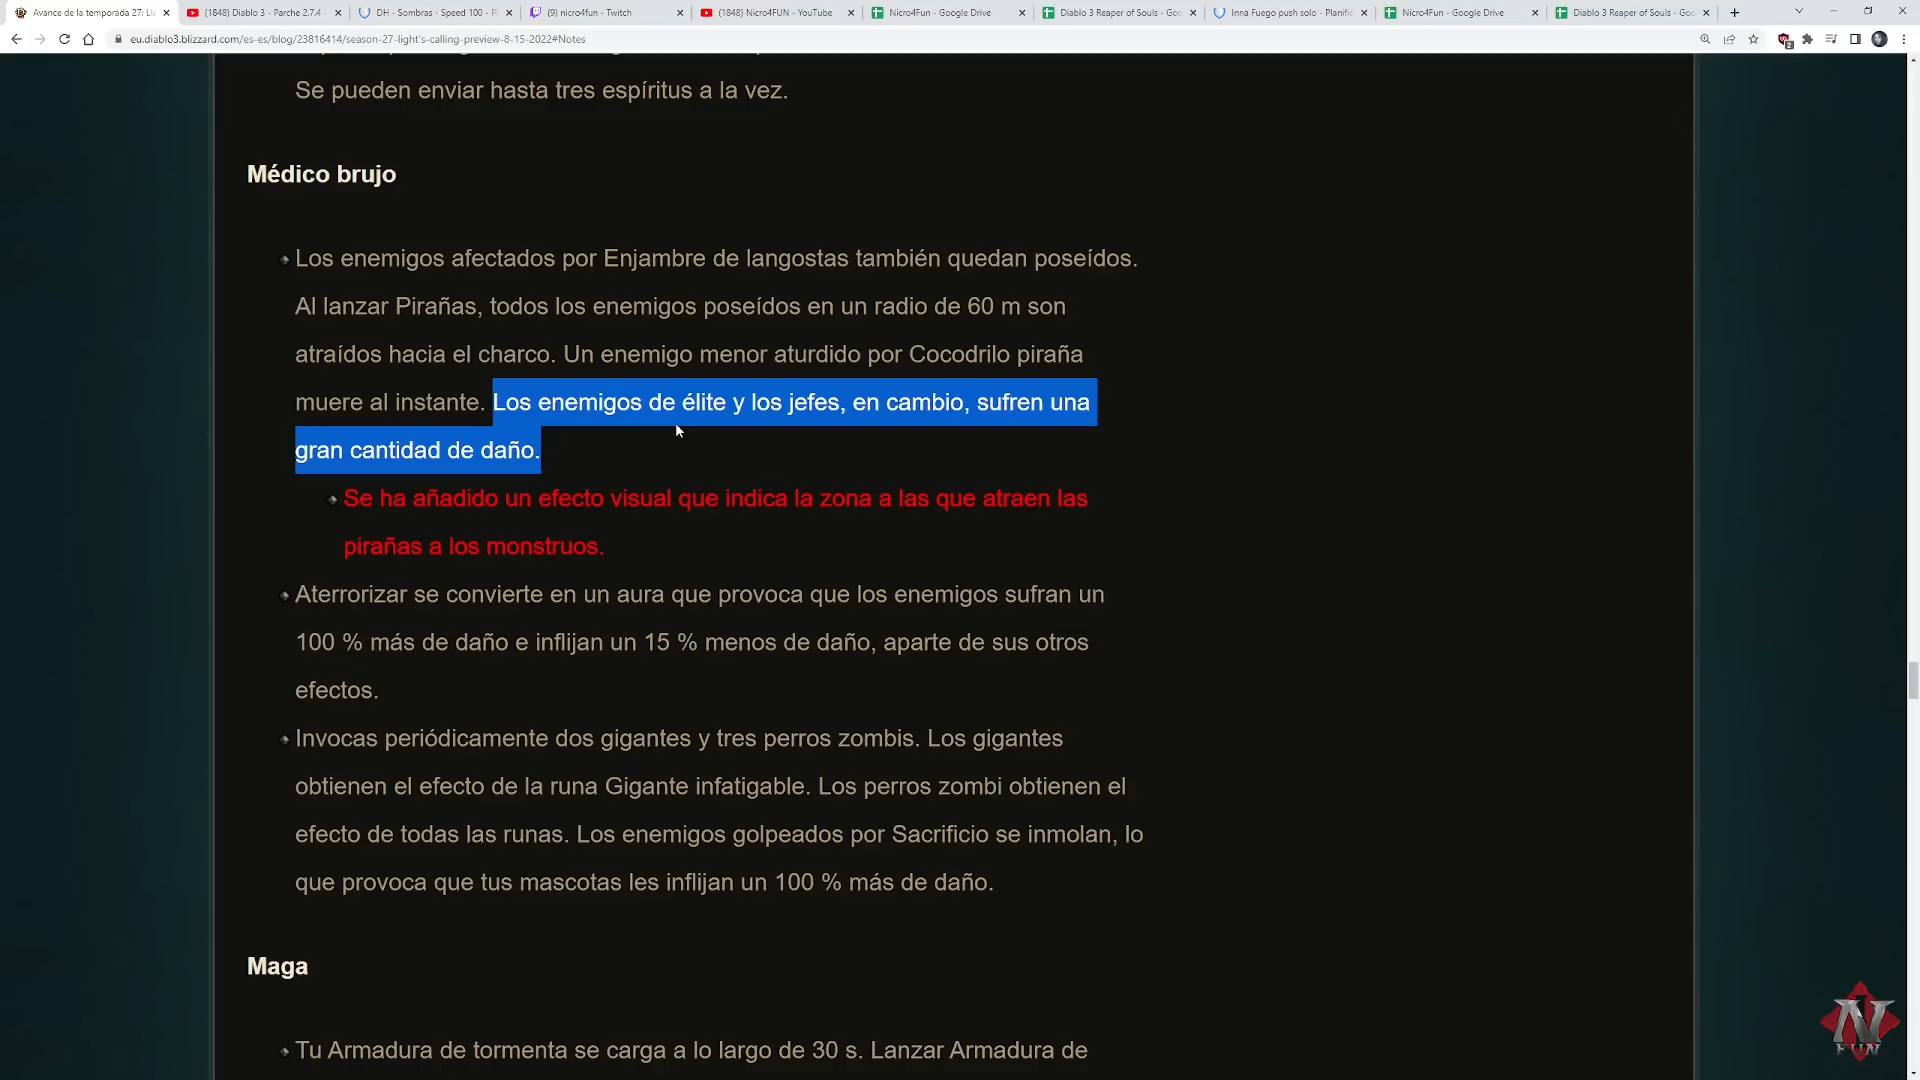 Avance de la temporada 27: Ll
(1848) Diablo 3 - Parche 2.7.4 -
DH - Sombras - Speed 100 - Pl
(9) nicro4fun - Twitch
(1848) Nicro4FUN - YouTube
Nicro4Fun - Google Drive
Diablo 3 Reaper of Souls - Goo
Inna Fuego push solo - Planific
Nicro4Fun - Google Drive
Diablo 3 Reaper of Souls - Goo
eu.diablo3.blizzard.com/es-es/blog/23816414/season-27-light's-calling-preview-8-15-2022#Notes
Se pueden enviar hasta tres espíritus a la vez.
Médico brujo
Los enemigos afectados por Enjambre de langostas también quedan poseídos.
Al lanzar Pirañas, todos los enemigos poseídos en un radio de 60 m son
atraídos hacia el charco. Un enemigo menor aturdido por Cocodrilo piraña
muere al instante. Los enemigos de élite y los jefes, en cambio, sufren una
gran cantidad de daño.
Se ha añadido un efecto visual que indica la zona a las que atraen las
pirañas a los monstruos.
Aterrorizar se convierte en un aura que provoca que los enemigos sufran un
100 % más de daño e inflijan un 15 % menos de daño, aparte de sus otros
efectos.
Invocas periódicamente dos gigantes y tres perros zombis. Los gigantes
obtienen el efecto de la runa Gigante infatigable. Los perros zombi obtienen el
efecto de todas las runas. Los enemigos golpeados por Sacrificio se inmolan, lo
que provoca que tus mascotas les inflijan un 100 % más de daño.
Maga
Tu Armadura de tormenta se carga a lo largo de 30 s. Lanzar Armadura de
N
FUN